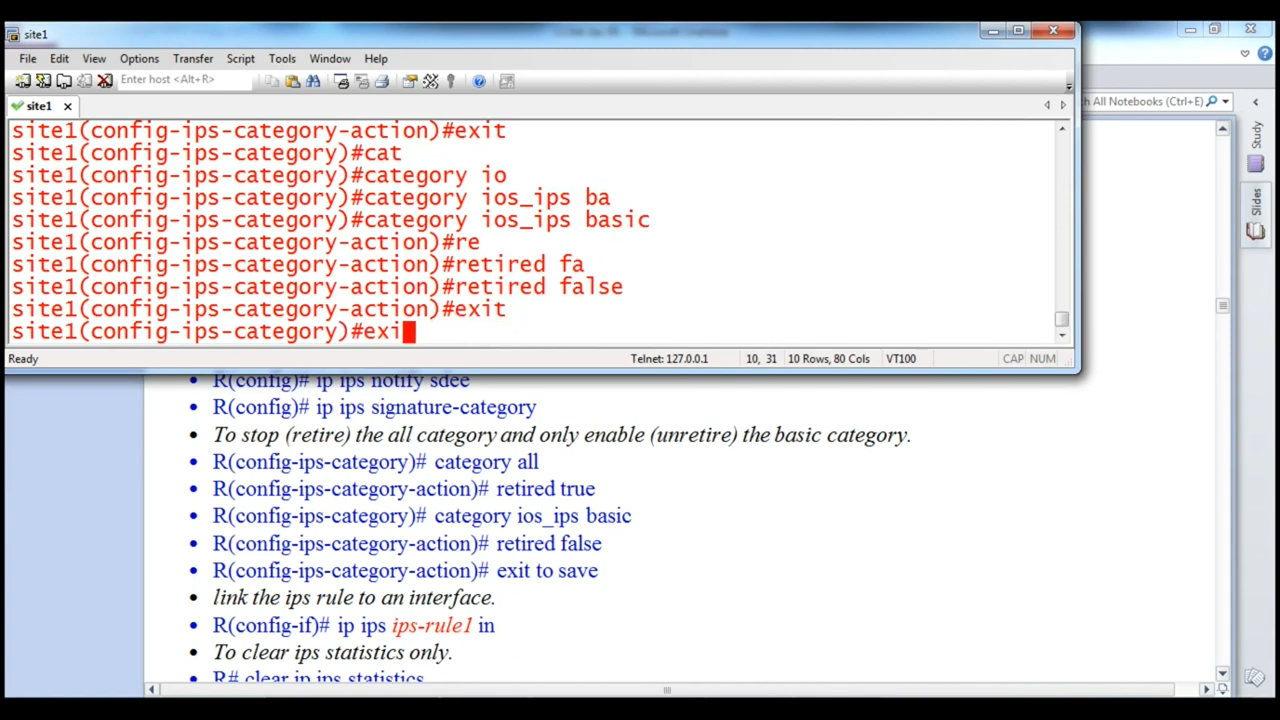 site1
File Edit View Options Transfer Script Tools Window Help
Enter host <Alt+R>
h All Notebooks (Ctrl+E)
site1
site1(config-ips-category-action)#exit
site1(config-ips-category)#cat
site1(config-ips-category)#category io
site1(config-ips-category)#category ios_ips ba
site1(config-ips-category)#category ios_ips basic
site1(config-ips-category-action)#re
site1(config-ips-category-action)#retired fa
site1(config-ips-category-action)#retired false
site1(config-ips-category-action)#exit
site1(config-ips-category)#exi
Ready Telnet: 127.0.0.1 10, 31 10 Rows, 80 Cols VT100 CAP NUM
Study
Slides
• R(config)# ip ips notify sdee
• R(config)# ip ips signature-category
• To stop (retire) the all category and only enable (unretire) the basic category.
• R(config-ips-category)# category all
• R(config-ips-category-action)# retired true
• R(config-ips-category)# category ios_ips basic
• R(config-ips-category-action)# retired false
• R(config-ips-category-action)# exit to save
• link the ips rule to an interface.
• R(config-if)# ip ips ips-rule1 in
• To clear ips statistics only.
• R# clear ip ips statistics